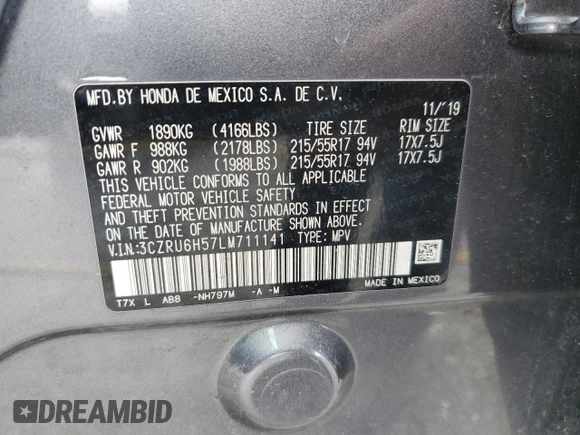 MFD.BY HONDA DE MEXICO S.A. DE C.V.
11/'19
GVWR 1890KG (4166LBS) TIRE SIZE RIM SIZE
GAWR F 988KG (2178LBS) 215/55R17 94V 17X7.5J
GAWR R 902KG (1988LBS) 215/55R17 94V 17X7.5J
THIS VEHICLE CONFORMS TO ALL APPLICABLE
FEDERAL MOTOR VEHICLE SAFETY
AND THEFT PREVENTION STANDARDS IN EFFECT
ON THE DATE OF MANUFACTURE SHOWN ABOVE.
V.IN:3CZRU6H57LM711141 TYPE: MPV
T7X L AB8 -NH797M -A -M MADE IN MEXICO
DREAMBID